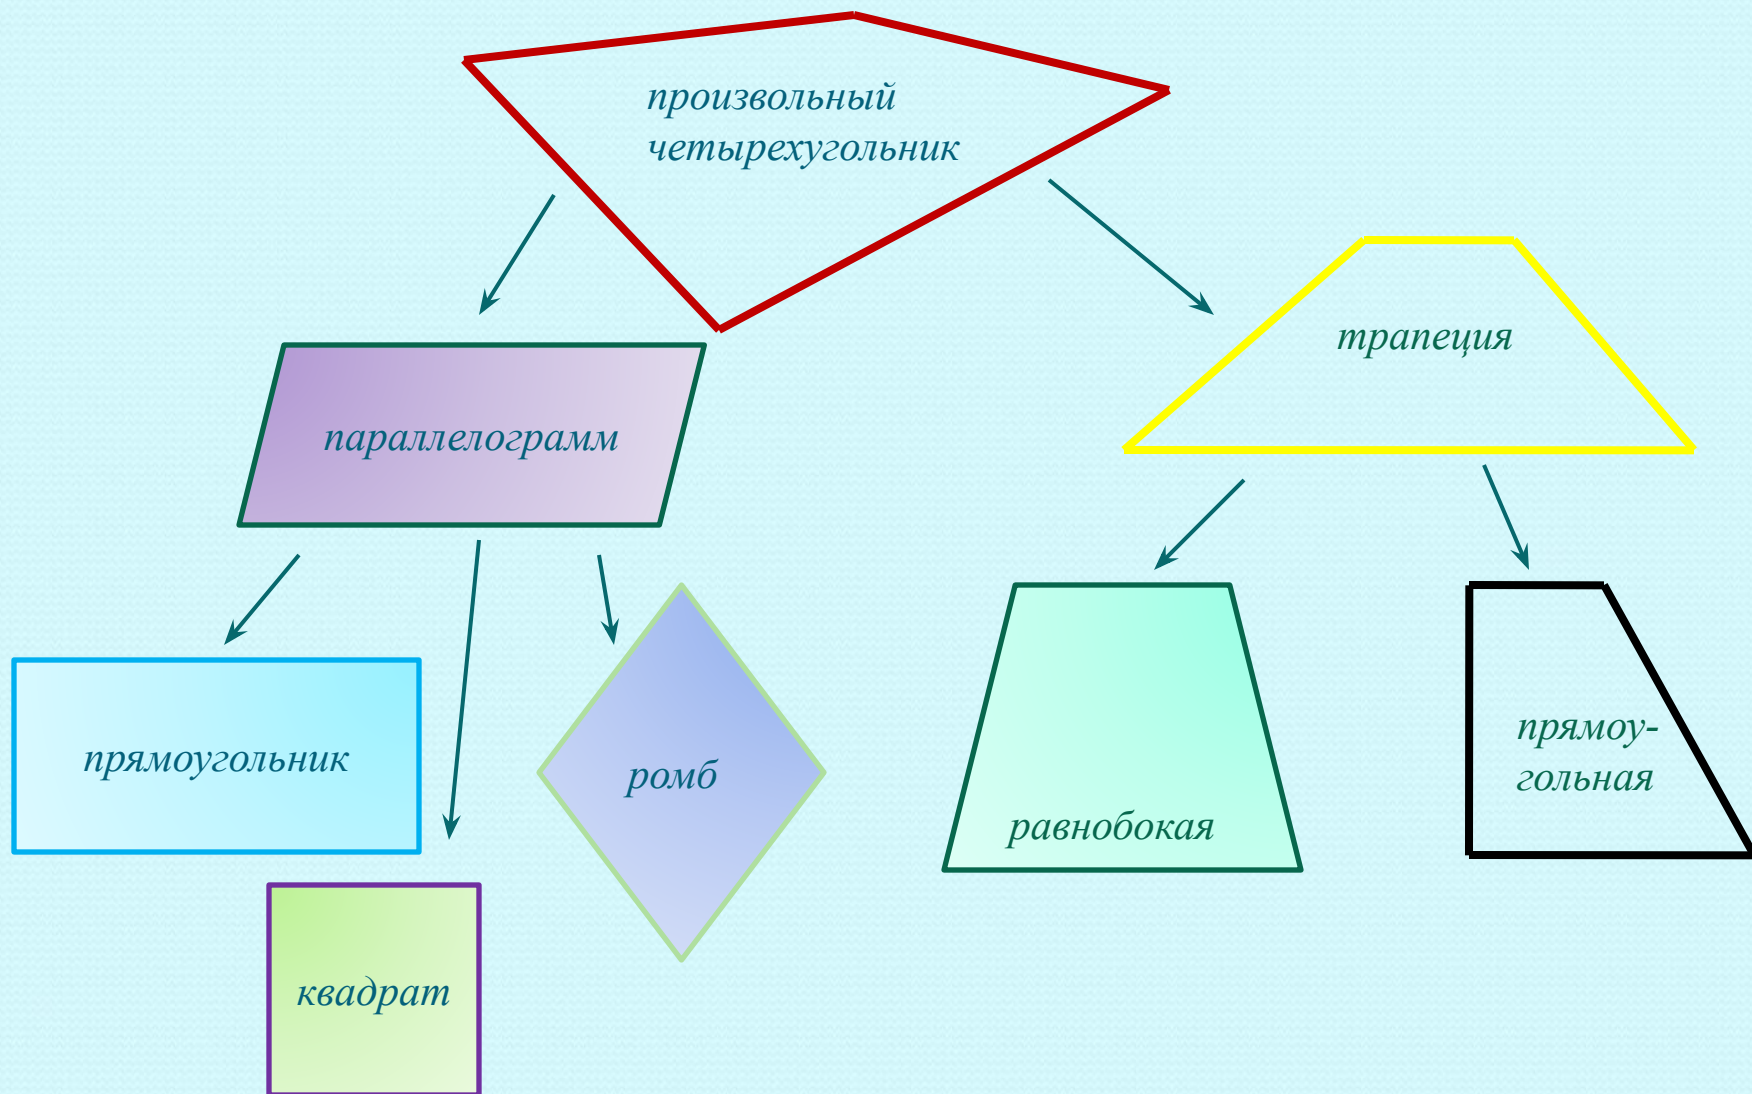 произвольный
четырехугольник
трапеция
параллелограмм
прямоугольник
ромб
равнобокая
прямоу-
гольная
квадрат